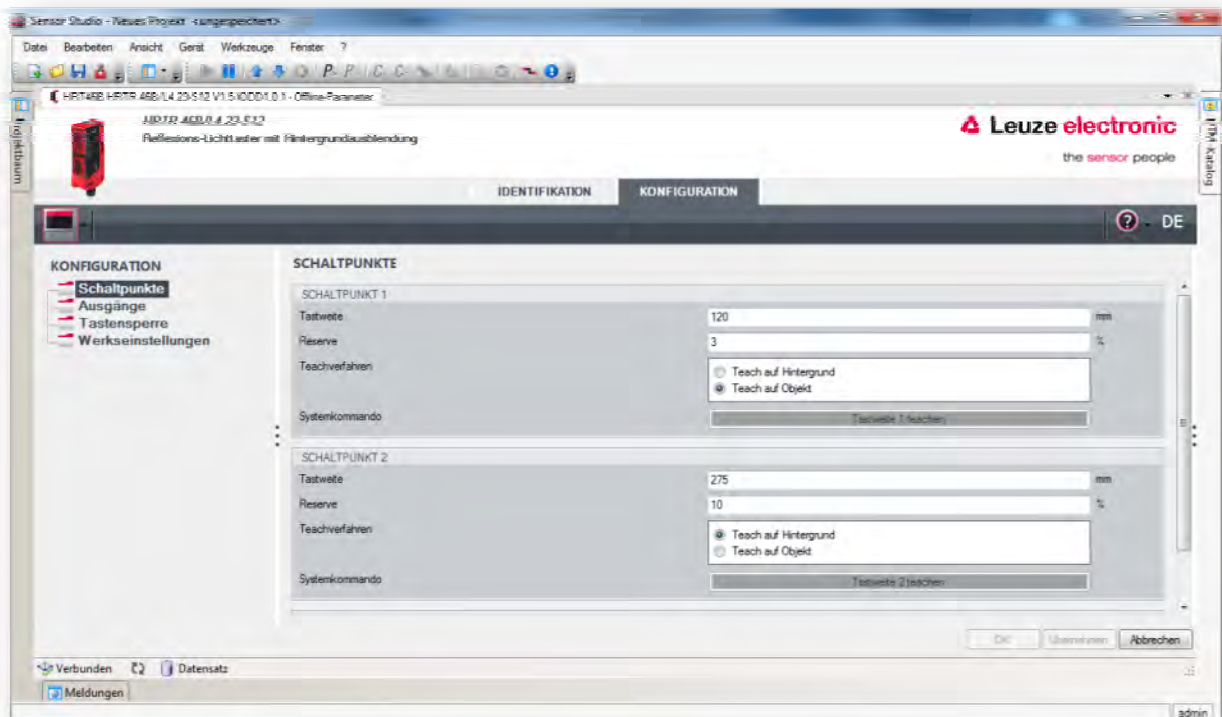 Sensor Studio - Neues Projekt <ungespeichert>
Datei Bearbeiten Ansicht Gerät Werkzeuge Fenster ?
- Offline-Parameter
Reflexions-Lichttaster mit Hintergrundausblendung
Leuze electronic
the sensor people
Projektbaum
DTM-Katalog
IDENTIFIKATION KONFIGURATION
? DE
KONFIGURATION
Schaltpunkte
Ausgänge
Tastensperre
Werkseinstellungen
SCHALTPUNKTE
SCHALTPUNKT 1
Tastweite 120 mm
Reserve 3 %
Teachverfahren
Teach auf Hintergrund
Teach auf Objekt
Systemkommando Tastweite 1 teachen
SCHALTPUNKT 2
Tastweite 275 mm
Reserve 10 %
Teachverfahren
Teach auf Hintergrund
Teach auf Objekt
Systemkommando Tastweite 2 teachen
OK Übernehmen Abbrechen
Verbunden Datensatz
Meldungen
admin